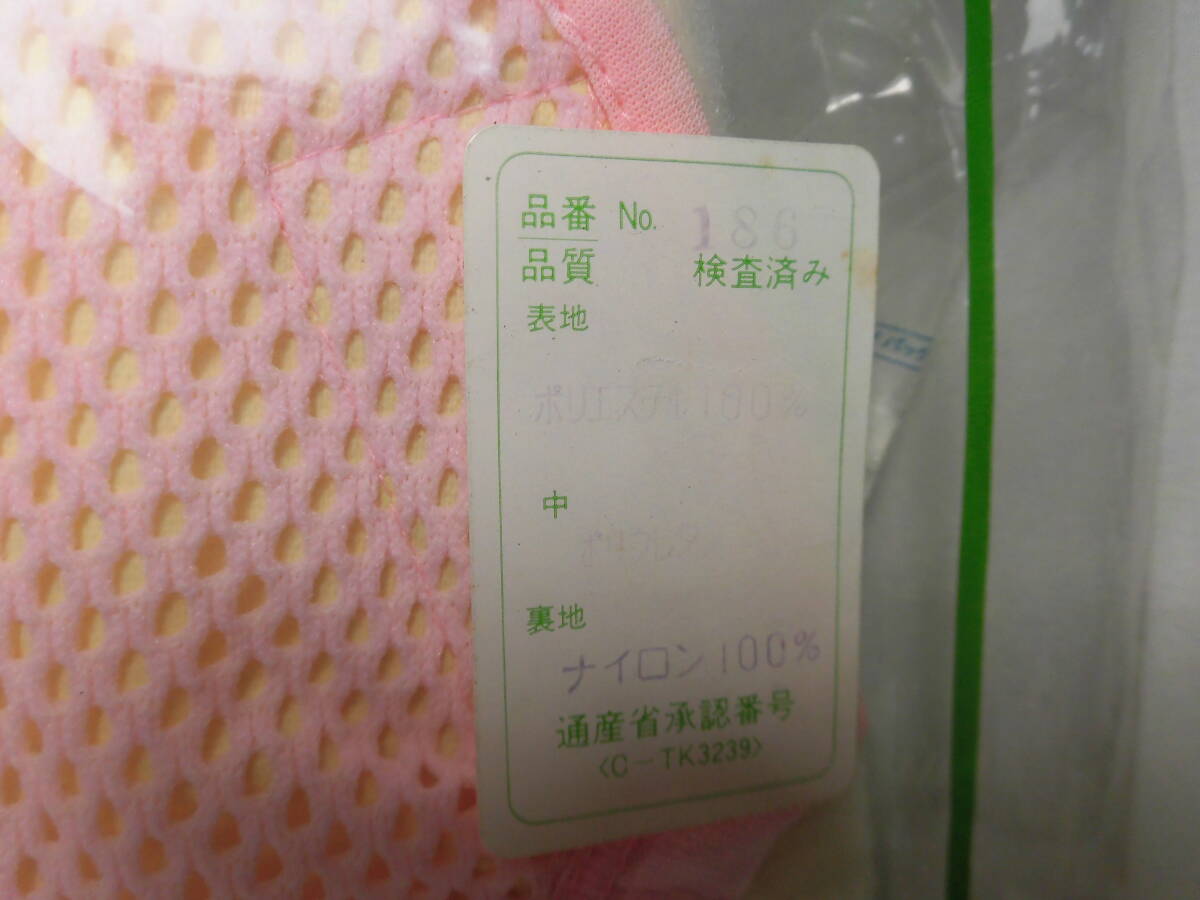 品番 No. 186
品質 検査済み
表地
ポリエステル100%
中
ポリウレタン
裏地
ナイロン100%
通産省承認番号
〈C-TK3239〉